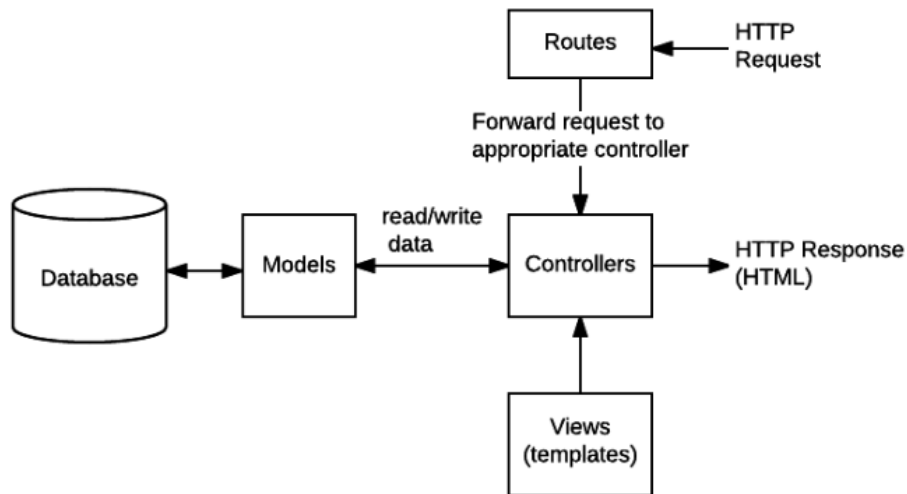 Routes
HTTP
Request
Forward request to
appropriate controller
read/write
data
Database
Models
Controllers
HTTP Response
(HTML)
Views
(templates)